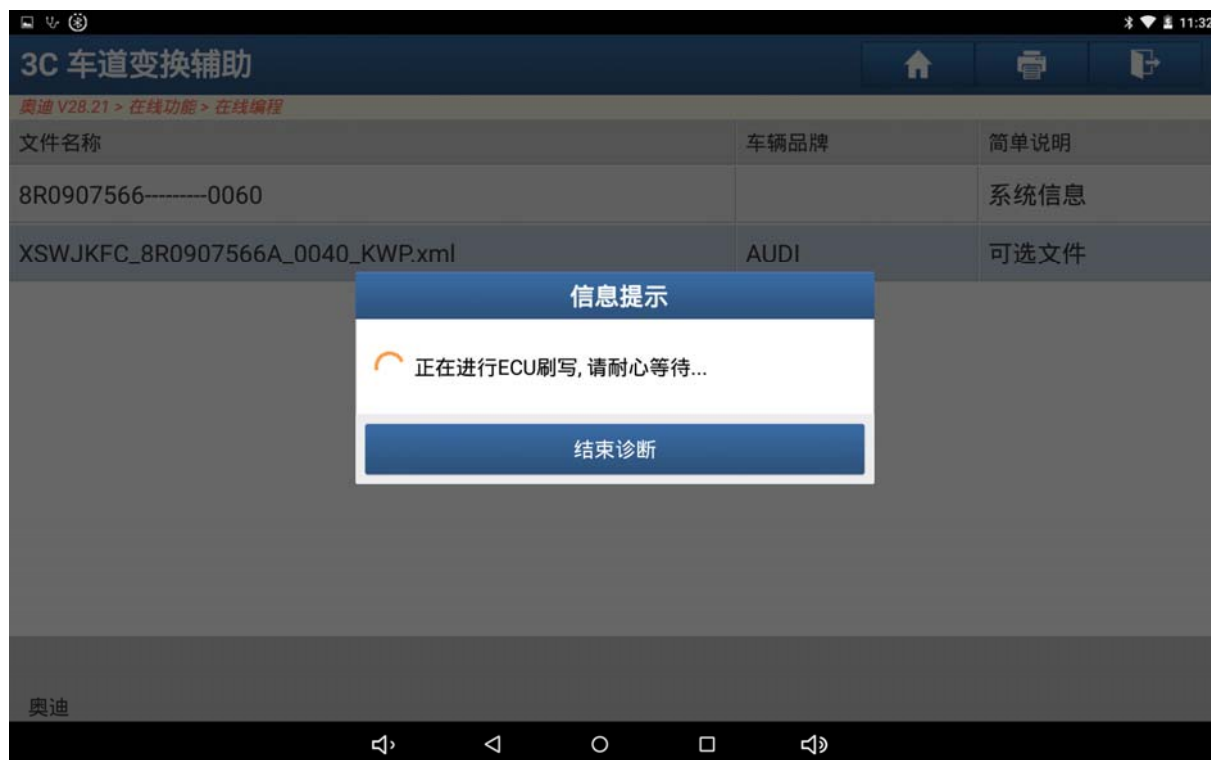 11:32
3C 车道变换辅助
奥迪 V28.21 > 在线功能 > 在线编程
文件名称 车辆品牌 简单说明
8R0907566---------0060 系统信息
XSWJKFC_8R0907566A_0040_KWP.xml AUDI 可选文件
信息提示
正在进行ECU刷写, 请耐心等待...
结束诊断
奥迪